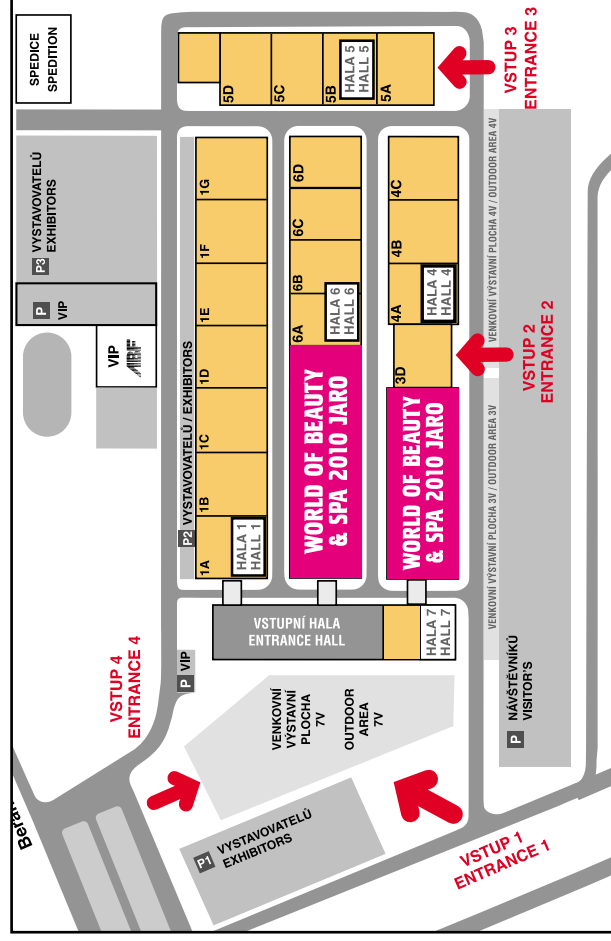 SPEDICE
SPEDITION
5D
5C
5B
HALA 5
HALL 5
5A
VSTUP 3
ENTRANCE 3
P3 VYSTAVOVATELŮ
EXHIBITORS
P
VIP
VIP
ABF
P2 VYSTAVOVATELŮ / EXHIBITORS
1G
1F
1E
1D
1C
1B
1A
HALA 1
HALL 1
6D
6C
6B
6A
HALA 6
HALL 6
WORLD OF BEAUTY
& SPA 2010 JARO
4C
4B
4A
HALA 4
HALL 4
3D
WORLD OF BEAUTY
& SPA 2010 JARO
VENKOVNÍ VÝSTAVNÍ PLOCHA 4V / OUTDOOR AREA 4V
VSTUP 2
ENTRANCE 2
VENKOVNÍ VÝSTAVNÍ PLOCHA 3V / OUTDOOR AREA 3V
VSTUPNÍ HALA
ENTRANCE HALL
HALA 7
HALL 7
P VIP
VSTUP 4
ENTRANCE 4
VENKOVNÍ
VÝSTAVNÍ
PLOCHA
7V
OUTDOOR
AREA
7V
P NÁVŠTĚVNÍKŮ
VISITOR'S
P1 VYSTAVOVATELŮ
EXHIBITORS
VSTUP 1
ENTRANCE 1